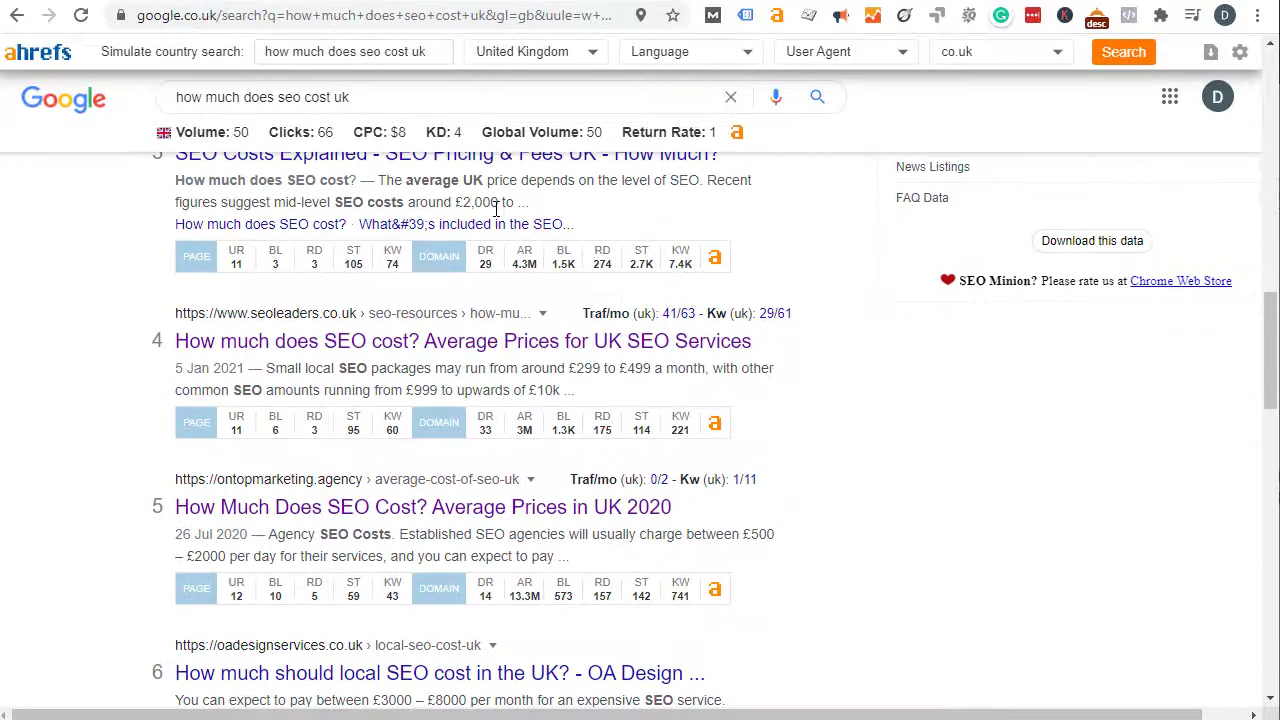 google.co.uk/search?q=how+much+does+seo+cost+uk&gl=gb&uule=w+...
desc
D
ahrefs
Simulate country search:
how much does seo cost uk
United Kingdom
Language
User Agent
co.uk
Search
Google
how much does seo cost uk
D
Volume: 50 Clicks: 66 CPC: $8 KD: 4 Global Volume: 50 Return Rate: 1 a
3
SEO Costs Explained - SEO Pricing & Fees UK - How Much?
How much does SEO cost? — The average UK price depends on the level of SEO. Recent
figures suggest mid-level SEO costs around £2,000 to ...
How much does SEO cost? · What&#39;s included in the SEO...
PAGE UR BL RD ST KW DOMAIN DR AR BL RD ST KW a
11 3 3 105 74 29 4.3M 1.5K 274 2.7K 7.4K
https://www.seoleaders.co.uk › seo-resources › how-mu... Traf/mo (uk): 41/63 - Kw (uk): 29/61
4
How much does SEO cost? Average Prices for UK SEO Services
5 Jan 2021 — Small local SEO packages may run from around £299 to £499 a month, with other
common SEO amounts running from £999 to upwards of £10k ...
PAGE UR BL RD ST KW DOMAIN DR AR BL RD ST KW a
11 6 3 95 60 33 3M 1.3K 175 114 221
https://ontopmarketing.agency › average-cost-of-seo-uk Traf/mo (uk): 0/2 - Kw (uk): 1/11
5
How Much Does SEO Cost? Average Prices in UK 2020
26 Jul 2020 — Agency SEO Costs. Established SEO agencies will usually charge between £500
– £2000 per day for their services, and you can expect to pay ...
PAGE UR BL RD ST KW DOMAIN DR AR BL RD ST KW a
12 10 5 59 43 14 13.3M 573 157 142 741
https://oadesignservices.co.uk › local-seo-cost-uk
6
How much should local SEO cost in the UK? - OA Design ...
You can expect to pay between £3000 – £8000 per month for an expensive SEO service.
News Listings
FAQ Data
Download this data
SEO Minion? Please rate us at Chrome Web Store